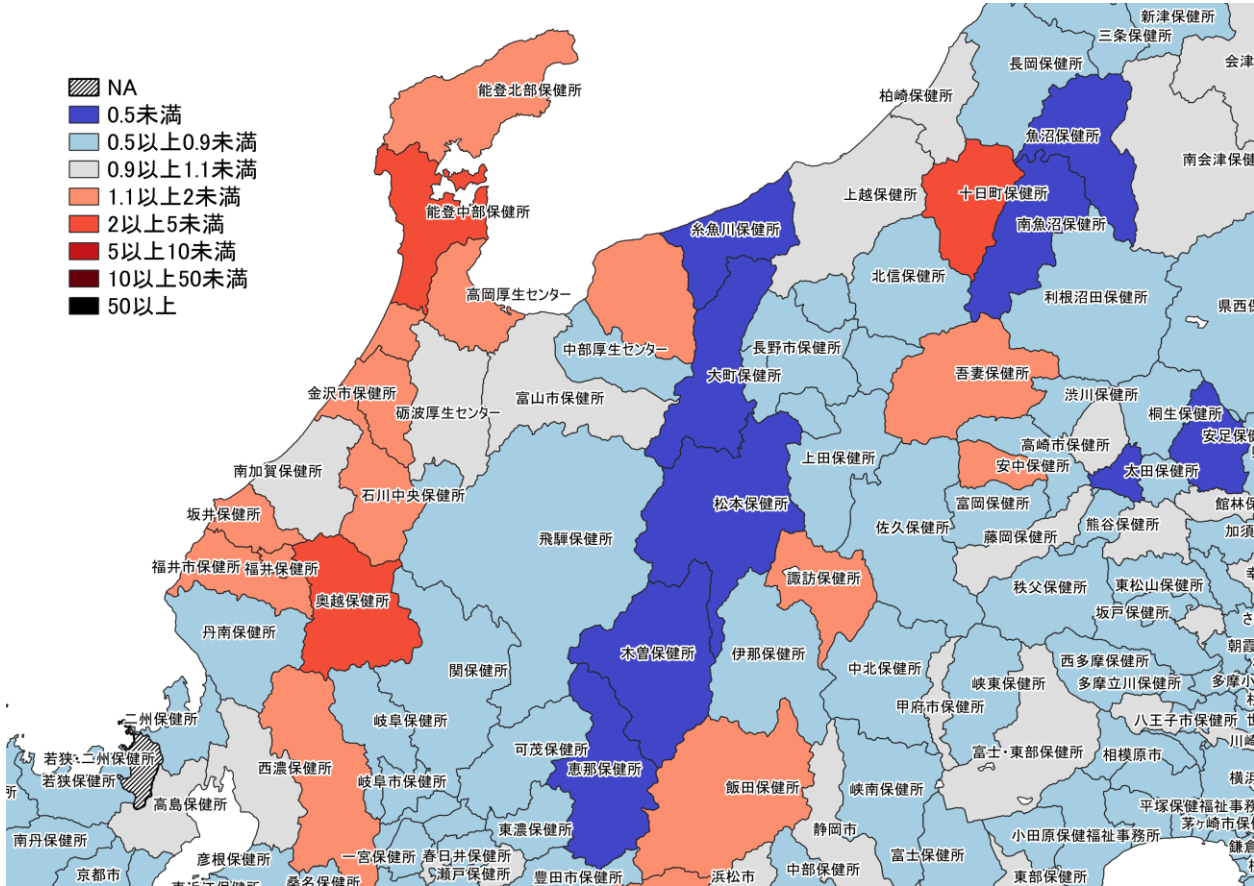 NA
0.5未満
0.5以上0.9未満
0.9以上1.1未満
1.1以上2未満
2以上5未満
5以上10未満
10以上50未満
50以上
新津保健所
三条保健所
長岡保健所
会津
能登北部保健所
柏崎保健所
魚沼保健所
南会津保健
能登中部保健所
上越保健所
十日町保健所
南魚沼保健所
糸魚川保健所
北信保健所
高岡厚生センター
利根沼田保健所
県西保
中部厚生センター
長野市保健所
大町保健所
吾妻保健所
金沢市保健所
砺波厚生センター
富山市保健所
渋川保健所
桐生保健所
安足保健
高崎市保健所
南加賀保健所
石川中央保健所
上田保健所
安中保健所
太田保健所
坂井保健所
松本保健所
富岡保健所
館林保
佐久保健所
熊谷保健所
加須
飛騨保健所
藤岡保健所
福井市保健所
福井保健所
諏訪保健所
幸
秩父保健所
東松山保健所
奥越保健所
坂戸保健所
さ
丹南保健所
木曽保健所
伊那保健所
朝霞
関保健所
中北保健所
峡東保健所
西多摩保健所
多摩立川保健所
多摩小
甲府市保健所
二州保健所
岐阜保健所
八王子市保健所
世
川崎
若狭・二州保健所
可茂保健所
富士・東部保健所
相模原市
西濃保健所
恵那保健所
若狭保健所
岐阜市保健所
飯田保健所
峡南保健所
横浜
所
高島保健所
平塚保健福祉事務
東濃保健所
静岡市
茅ヶ崎市保健
南丹保健所
小田原保健福祉事務所
彦根保健所
一宮保健所
春日井保健所
富士保健所
鎌倉
瀬戸保健所
中部保健所
京都市
豊田市保健所
浜松市
東部保健所
東近江保健所
桑名保健所